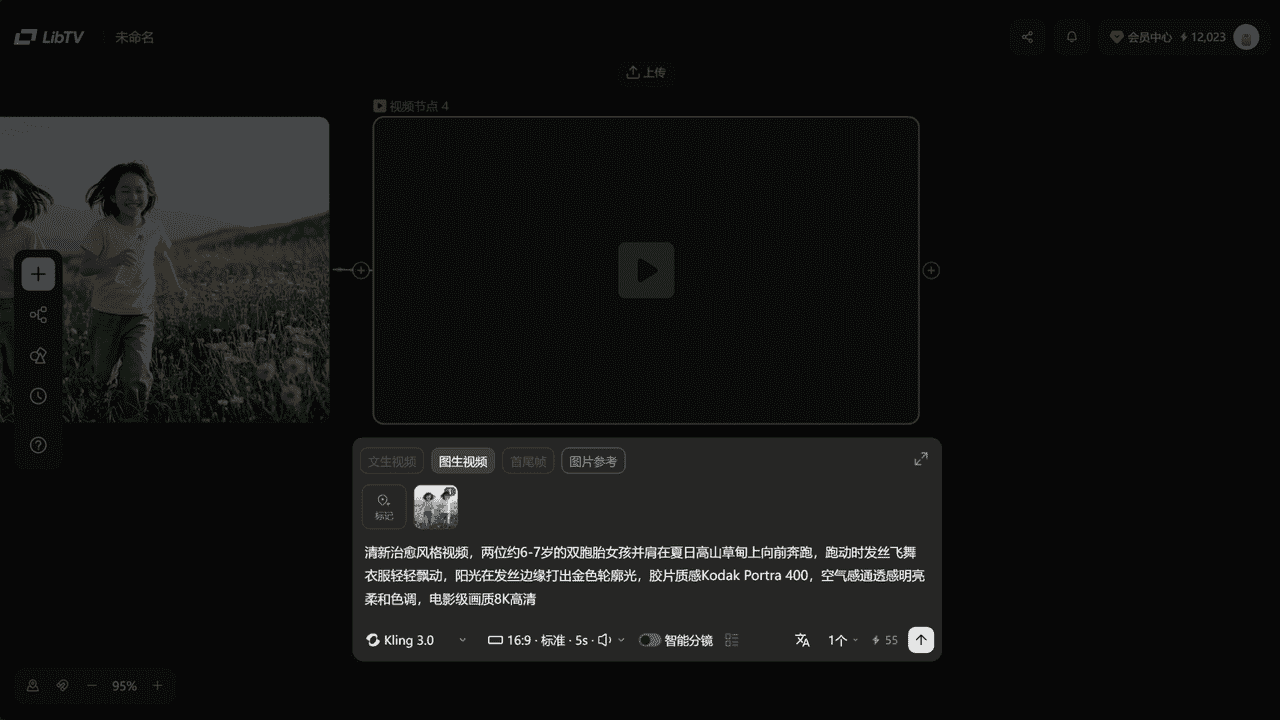 LibTV
未命名
会员中心
12,023
上传
视频节点 4
文生视频
图生视频
首尾帧
图片参考
标记
清新治愈风格视频，两位约6-7岁的双胞胎女孩并肩在夏日高山草甸上向前奔跑，跑动时发丝飞舞
衣服轻轻飘动，阳光在发丝边缘打出金色轮廓光，胶片质感Kodak Portra 400，空气感通透感明亮
柔和色调，电影级画质8K高清
Kling 3.0
16:9 · 标准 · 5s ·
智能分镜
1个
55
95%